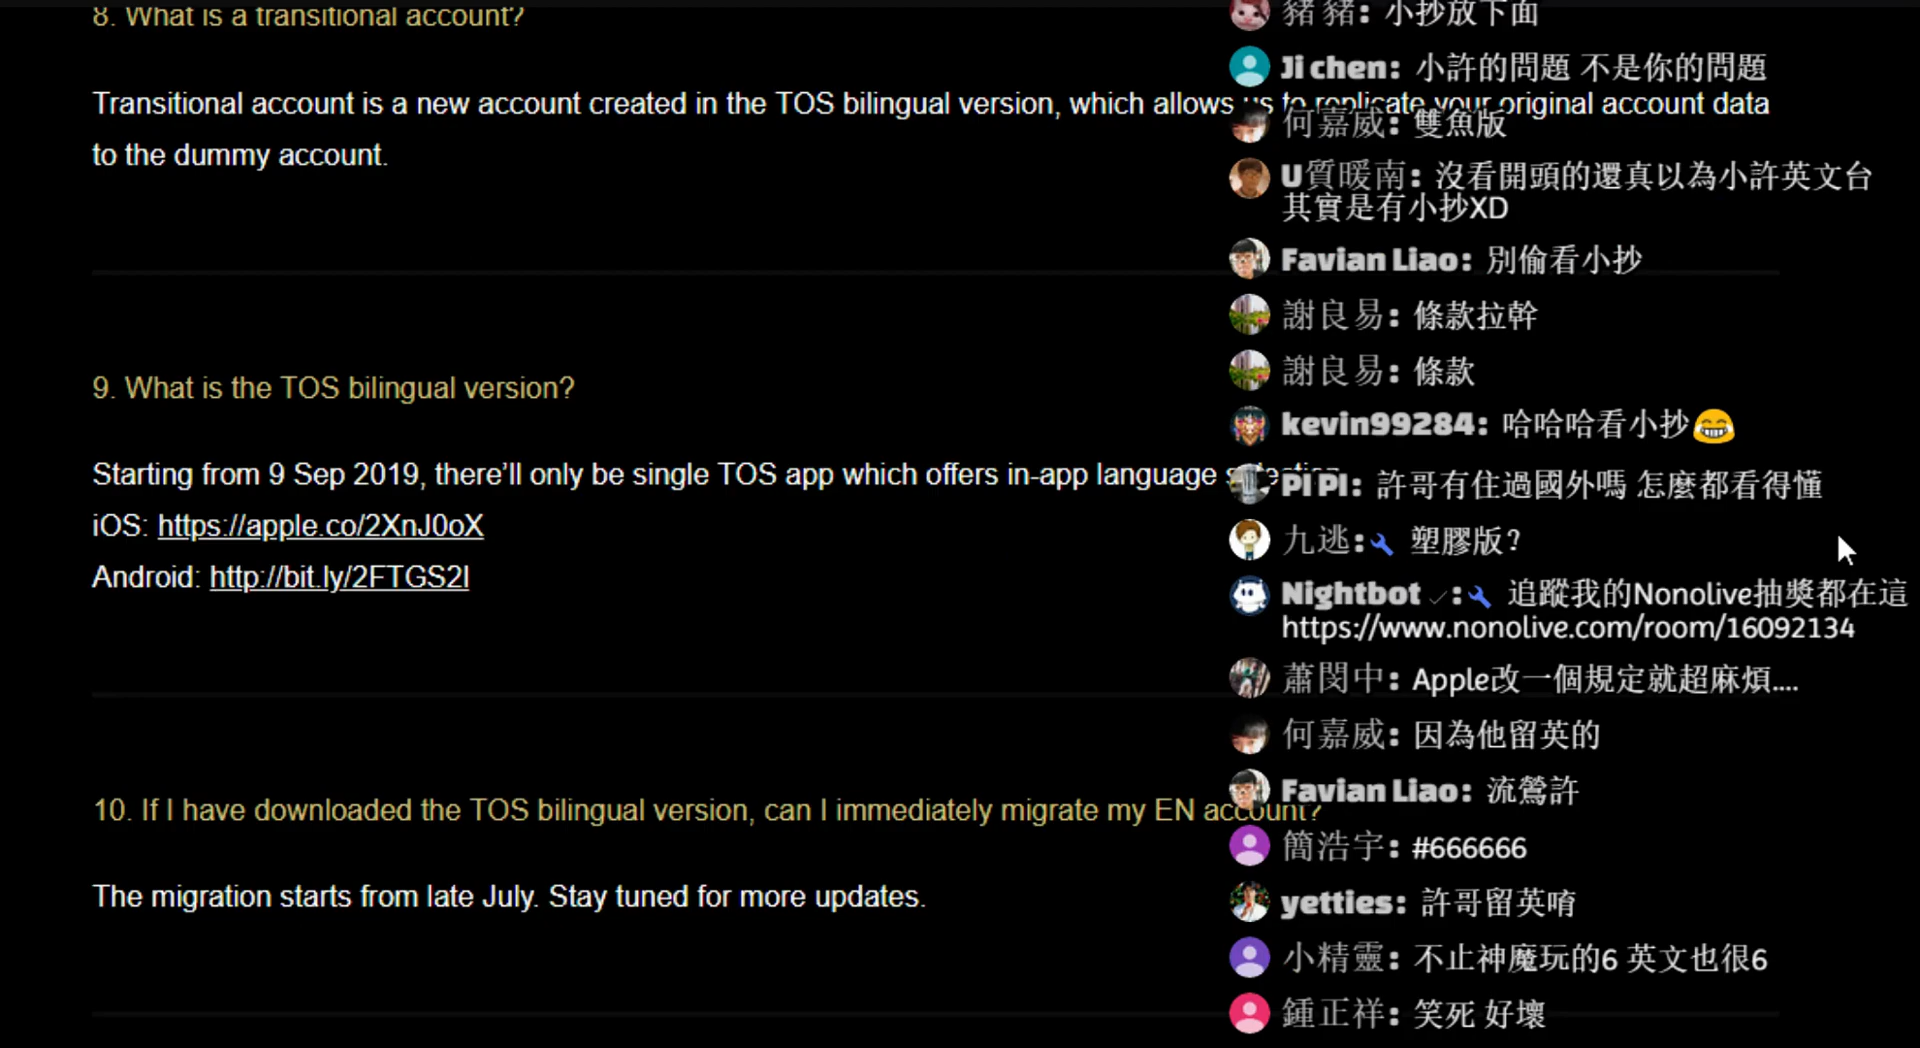 8. What is a transitional account?
Transitional account is a new account created in the TOS bilingual version, which allows us to replicate your original account data
to the dummy account.
9. What is the TOS bilingual version?
Starting from 9 Sep 2019, there’ll only be single TOS app which offers in-app language selection
iOS: https://apple.co/2XnJ0oX
Android: http://bit.ly/2FTGS2l
10. If I have downloaded the TOS bilingual version, can I immediately migrate my EN account?
The migration starts from late July. Stay tuned for more updates.
豬 豬: 小抄放下面
Ji chen: 小許的問題 不是你的問題
何嘉威: 雙魚版
U質暖南: 沒看開頭的還真以為小許英文台
其實是有小抄XD
Favian Liao: 別偷看小抄
謝良易: 條款拉幹
謝良易: 條款
kevin99284: 哈哈哈看小抄😂
PI PI: 許哥有住過國外嗎 怎麼都看得懂
九逃: 塑膠版?
Nightbot ✓: 追蹤我的Nonolive抽獎都在這
https://www.nonolive.com/room/16092134
蕭閔中: Apple改一個規定就超麻煩....
何嘉威: 因為他留英的
Favian Liao: 流鶯許
簡浩宇: #666666
yetties: 許哥留英唷
小精靈: 不止神魔玩的6 英文也很6
鍾正祥: 笑死 好壞